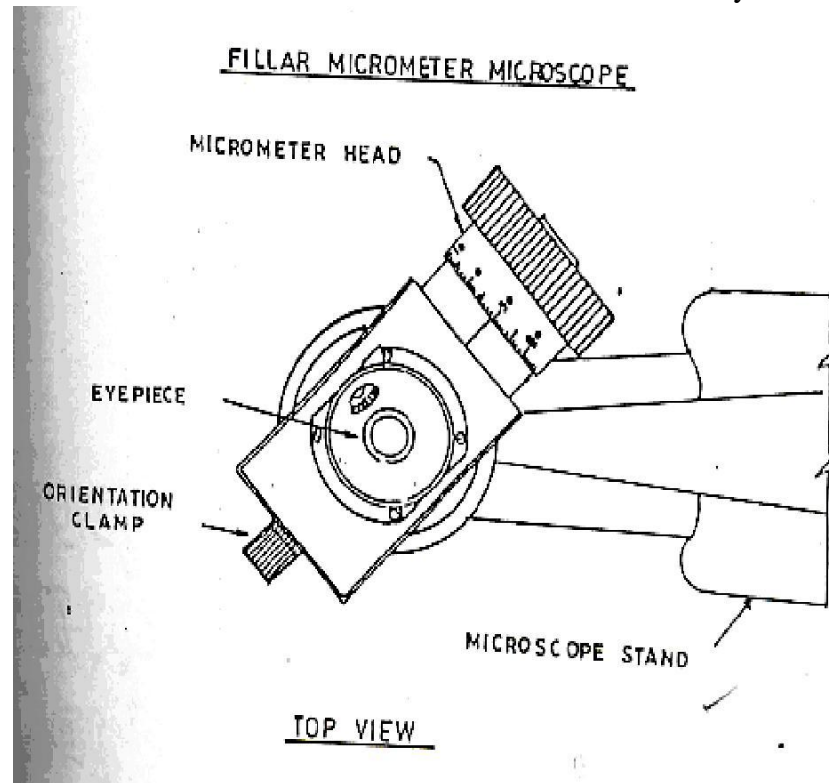 FILLAR MICROMETER MICROSCOPE
MICROMETER HEAD
EYEPIECE
ORIENTATION
CLAMP
MICROSCOPE STAND
TOP VIEW